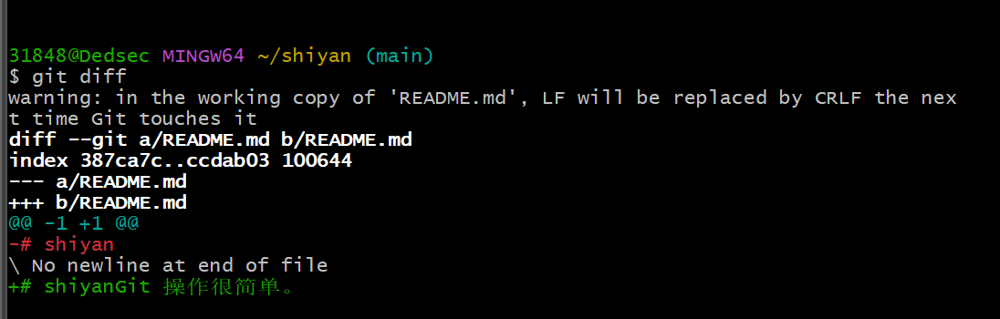 31848@Dedsec MINGW64 ~/shiyan (main)
$ git diff
warning: in the working copy of 'README.md', LF will be replaced by CRLF the nex
t time Git touches it
diff --git a/README.md b/README.md
index 387ca7c..ccdab03 100644
--- a/README.md
+++ b/README.md
@@ -1 +1 @@
-# shiyan
\ No newline at end of file
+# shiyanGit 操作很简单。